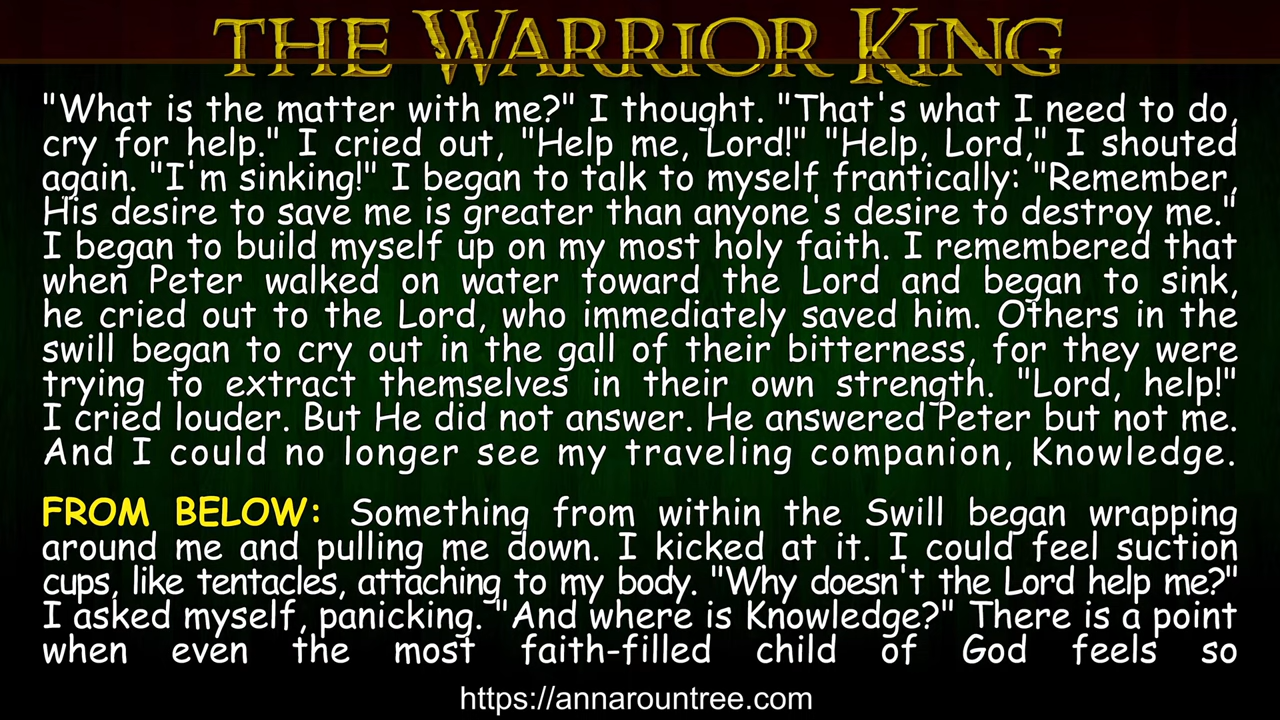 THE WARRIOR KING
"What is the matter with me?" I thought. "That's what I need to do,
cry for help." I cried out, "Help me, Lord!" "Help, Lord," I shouted
again. "I'm sinking!" I began to talk to myself frantically: "Remember,
His desire to save me is greater than anyone's desire to destroy me."
I began to build myself up on my most holy faith. I remembered that
when Peter walked on water toward the Lord and began to sink,
he cried out to the Lord, who immediately saved him. Others in the
swill began to cry out in the gall of their bitterness, for they were
trying to extract themselves in their own strength. "Lord, help!"
I cried louder. But He did not answer. He answered Peter but not me.
And I could no longer see my traveling companion, Knowledge.
FROM BELOW: Something from within the Swill began wrapping
around me and pulling me down. I kicked at it. I could feel suction
cups, like tentacles, attaching to my body. "Why doesn't the Lord help me?"
I asked myself, panicking. "And where is Knowledge?" There is a point
when even the most faith-filled child of God feels so
https://annarountree.com